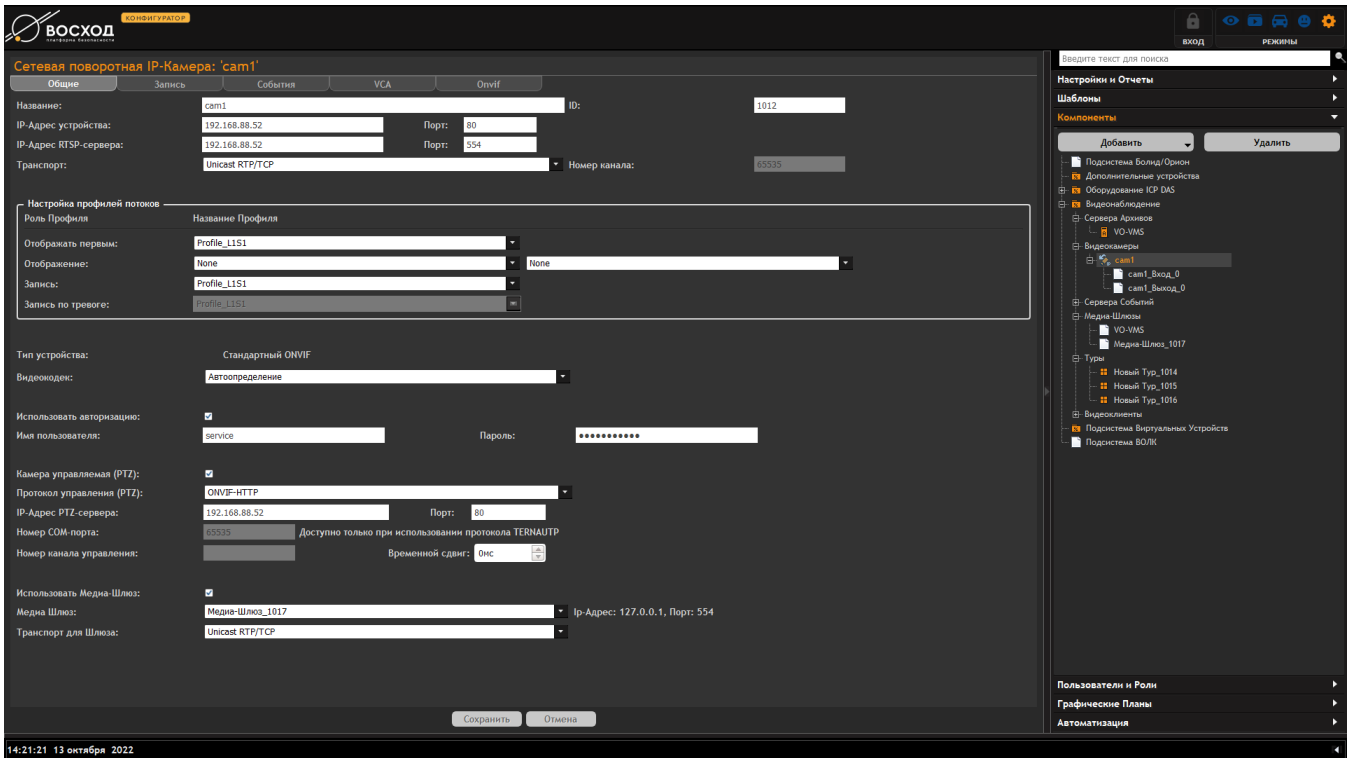 ВОСХОД
платформа безопасности
КОНФИГУРАТОР
ВХОД
РЕЖИМЫ
Сетевая поворотная IP-Камера: 'cam1'
Общие Запись События VCA Onvif
Название: cam1 ID: 1012
IP-Адрес устройства: 192.168.88.52 Порт: 80
IP-Адрес RTSP-сервера: 192.168.88.52 Порт: 554
Транспорт: Unicast RTP/TCP Номер канала: 65535
Настройка профилей потоков
Роль Профиля Название Профиля
Отображать первым: Profile_L1S1
Отображение: None None
Запись: Profile_L1S1
Запись по тревоге: Profile_L1S1
Тип устройства: Стандартный ONVIF
Видеокодек: Автоопределение
Использовать авторизацию:
Имя пользователя: service Пароль: •••••••••••
Камера управляемая (PTZ):
Протокол управления (PTZ): ONVIF-HTTP
IP-Адрес PTZ-сервера: 192.168.88.52 Порт: 80
Номер COM-порта: 65535 Доступно только при использовании протокола TERNAUTP
Номер канала управления: Временной сдвиг: 0мс
Использовать Медиа-Шлюз:
Медиа Шлюз: Медиа-Шлюз_1017 Ip-Адрес: 127.0.0.1, Порт: 554
Транспорт для Шлюза: Unicast RTP/TCP
Сохранить Отмена
Введите текст для поиска
Настройки и Отчеты
Шаблоны
Компоненты
Добавить Удалить
Подсистема Болид/Орион
Дополнительные устройства
Оборудование ICP DAS
Видеонаблюдение
Сервера Архивов
VO-VMS
Видеокамеры
cam1
cam1_Вход_0
cam1_Выход_0
Сервера Событий
Медиа-Шлюзы
VO-VMS
Медиа-Шлюз_1017
Туры
Новый Тур_1014
Новый Тур_1015
Новый Тур_1016
Видеоклиенты
Подсистема Виртуальных Устройств
Подсистема ВОЛК
Пользователи и Роли
Графические Планы
Автоматизация
14:21:21 13 октября 2022